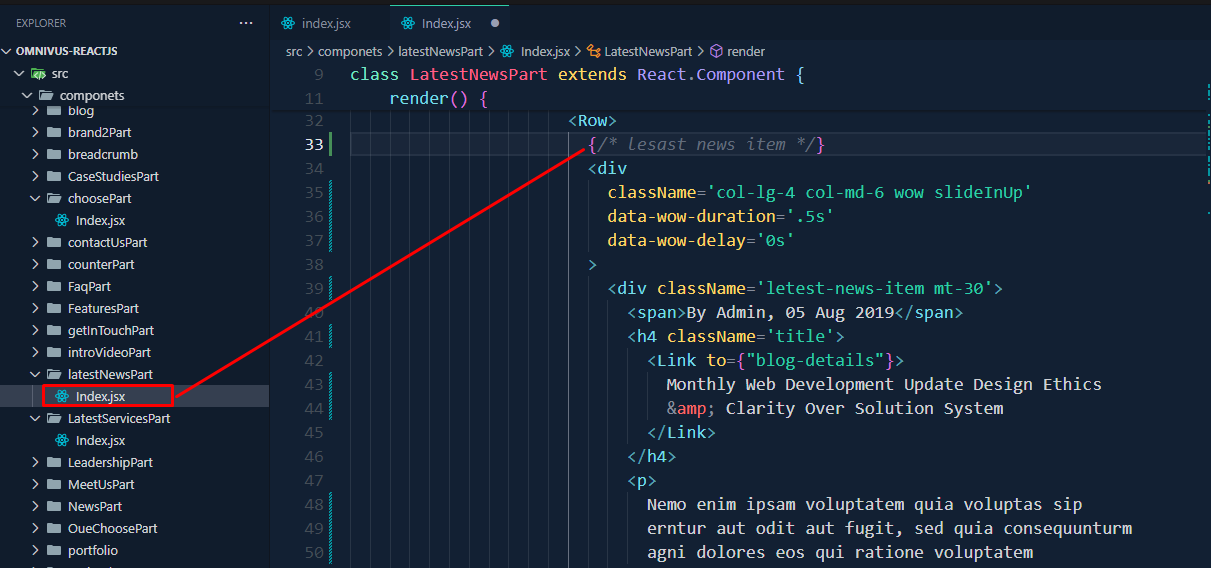 EXPLORER ...
OMNIVUS-REACTJS
src
componets
blog
brand2Part
breadcrumb
CaseStudiesPart
choosePart
Index.jsx
contactUsPart
counterPart
FaqPart
FeaturesPart
getInTouchPart
introVideoPart
latestNewsPart
Index.jsx
LatestServicesPart
Index.jsx
LeadershipPart
MeetUsPart
NewsPart
OueChoosePart
portfolio
index.jsx Index.jsx
src > componets > latestNewsPart > Index.jsx > LatestNewsPart > render
9 class LatestNewsPart extends React.Component {
11 render() {
32 <Row>
33 {/* lesast news item */}
34 <div
35 className='col-lg-4 col-md-6 wow slideInUp'
36 data-wow-duration='.5s'
37 data-wow-delay='0s'
38 >
39 <div className='letest-news-item mt-30'>
40 <span>By Admin, 05 Aug 2019</span>
41 <h4 className='title'>
42 <Link to={"blog-details"}>
43 Monthly Web Development Update Design Ethics
44 &amp; Clarity Over Solution System
45 </Link>
46 </h4>
47 <p>
48 Nemo enim ipsam voluptatem quia voluptas sip
49 erntur aut odit aut fugit, sed quia consequunturm
50 agni dolores eos qui ratione voluptatem